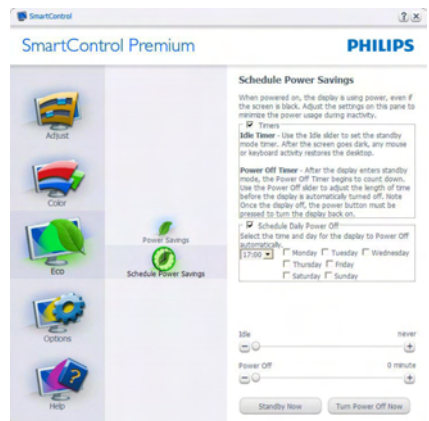 SmartControl
SmartControl Premium
PHILIPS
Adjust
Color
Eco
Options
Help
Power Savings
Schedule Power Savings
Schedule Power Savings
When powered on, the display is using power, even if
the screen is black. Adjust the settings on this pane to
minimize the power usage during inactivity.
Timers
Idle Timer - Use the Idle slider to set the standby
mode timer. After the screen goes dark, any mouse
or keyboard activity restores the desktop.
Power Off Timer - After the display enters standby
mode, the Power Off Timer begins to count down.
Use the Power Off slider to adjust the length of time
before the display is automatically turned off. Note
Once the display off, the power button must be
pressed to turn the display back on.
Schedule Daily Power Off
Select the time and day for the display to Power Off
automatically.
17:00 Monday Tuesday Wednesday
Thursday Friday
Saturday Sunday
Idle never
Power Off 0 minute
Standby Now Turn Power Off Now